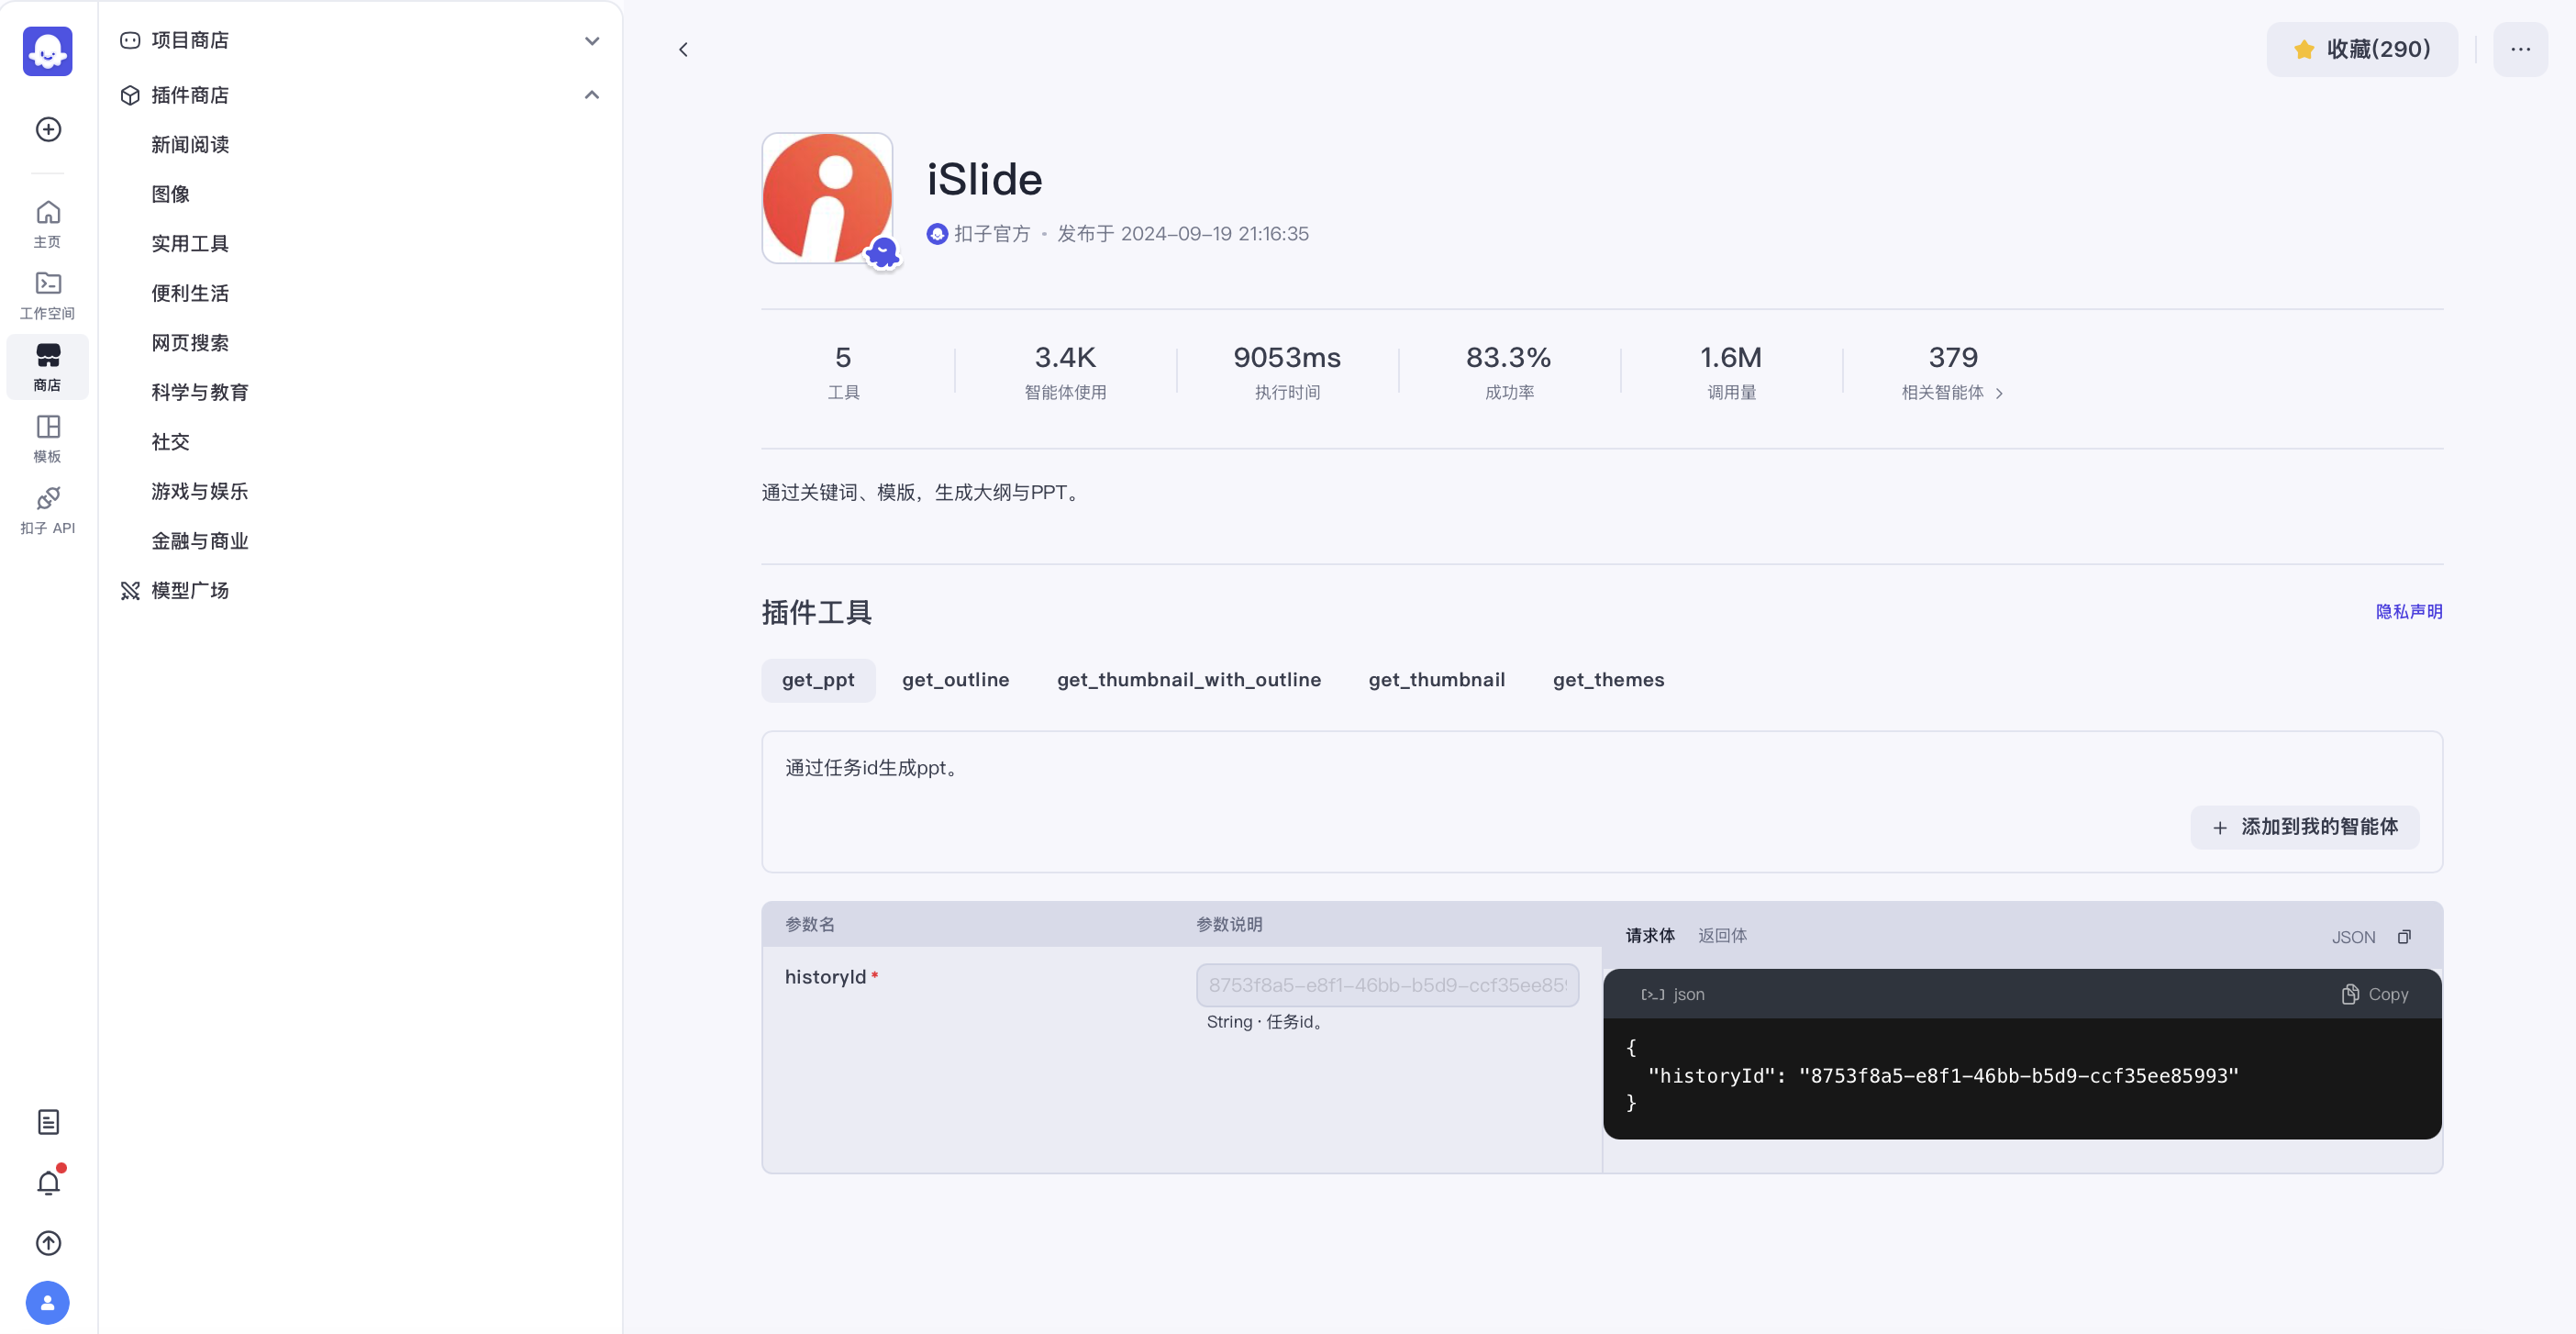 主页
工作空间
商店
模板
扣子 API
项目商店
插件商店
新闻阅读
图像
实用工具
便利生活
网页搜索
科学与教育
社交
游戏与娱乐
金融与商业
模型广场
收藏(290)
iSlide
扣子官方 • 发布于 2024-09-19 21:16:35
5
工具
3.4K
智能体使用
9053ms
执行时间
83.3%
成功率
1.6M
调用量
379
相关智能体
通过关键词、模版，生成大纲与PPT。
插件工具
隐私声明
get_ppt get_outline get_thumbnail_with_outline get_thumbnail get_themes
通过任务id生成ppt。
+ 添加到我的智能体
参数名 参数说明
historyId *
8753f8a5-e8f1-46bb-b5d9-ccf35ee85
String · 任务id。
请求体 返回体
JSON
json
Copy
{
"historyId": "8753f8a5-e8f1-46bb-b5d9-ccf35ee85993"
}